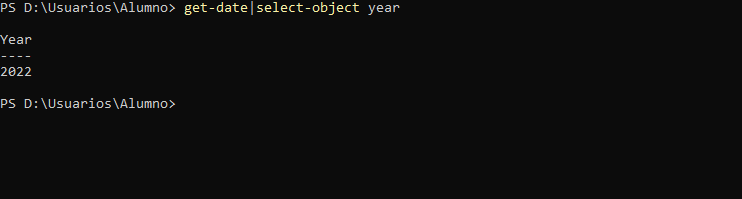 PS D:\Usuarios\Alumno> get-date|select-object year
Year
----
2022
PS D:\Usuarios\Alumno>